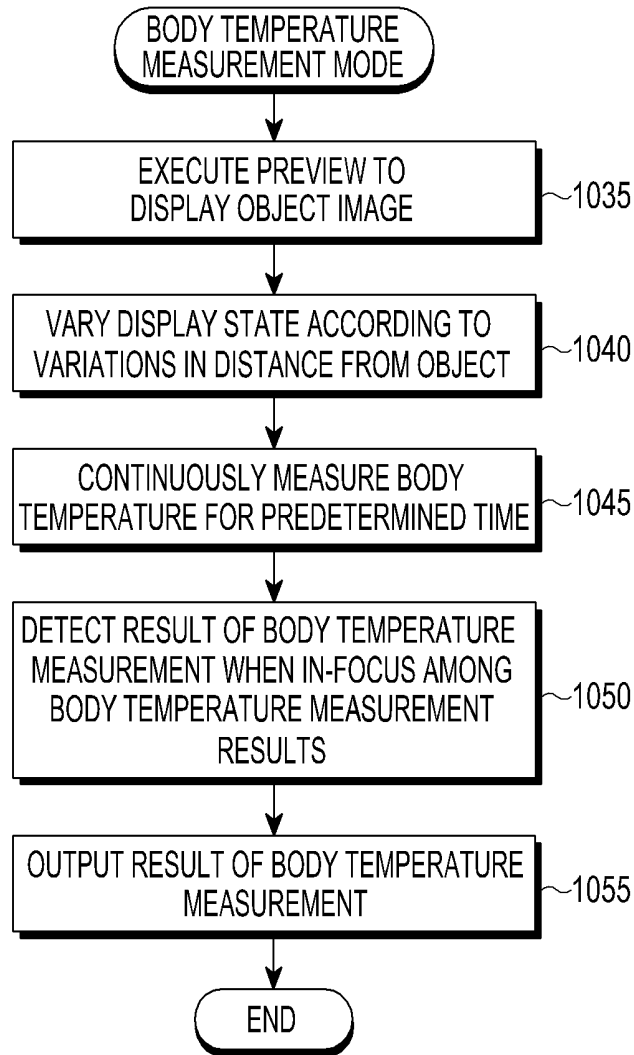 BODY TEMPERATURE
MEASUREMENT MODE
EXECUTE PREVIEW TO
DISPLAY OBJECT IMAGE
1035
VARY DISPLAY STATE ACCORDING TO
VARIATIONS IN DISTANCE FROM OBJECT
1040
CONTINUOUSLY MEASURE BODY
TEMPERATURE FOR PREDETERMINED TIME
1045
DETECT RESULT OF BODY TEMPERATURE
MEASUREMENT WHEN IN-FOCUS AMONG
BODY TEMPERATURE MEASUREMENT
RESULTS
1050
OUTPUT RESULT OF BODY TEMPERATURE
MEASUREMENT
1055
END